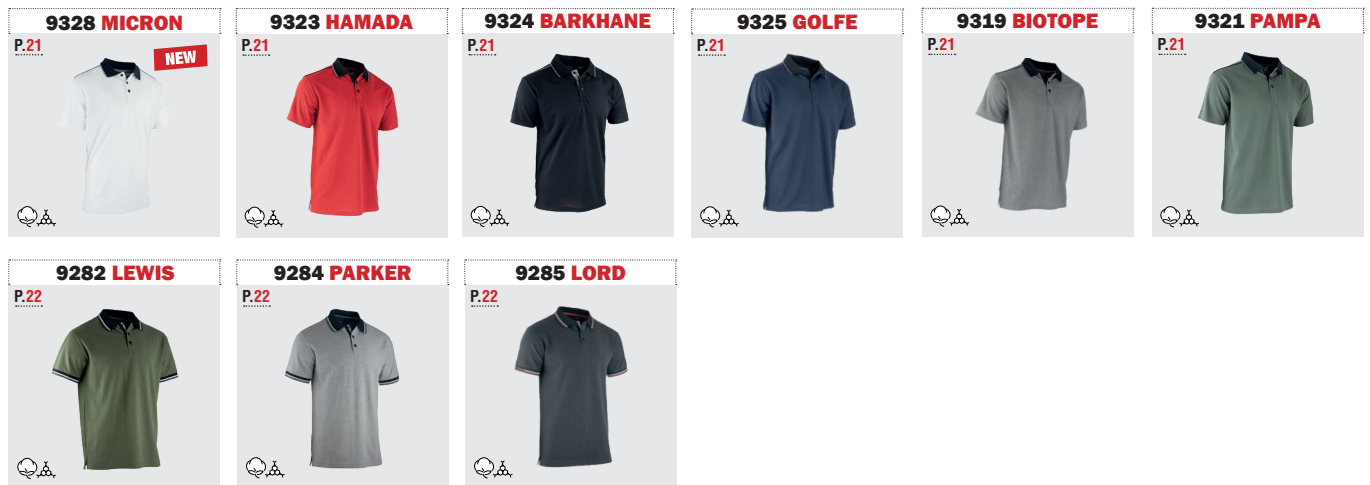 9328 MICRON
P.21
NEW
9323 HAMADA
P.21
9324 BARKHANE
P.21
9325 GOLFE
P.21
9319 BIOTOPE
P.21
9321 PAMPA
P.21
9282 LEWIS
P.22
9284 PARKER
P.22
9285 LORD
P.22